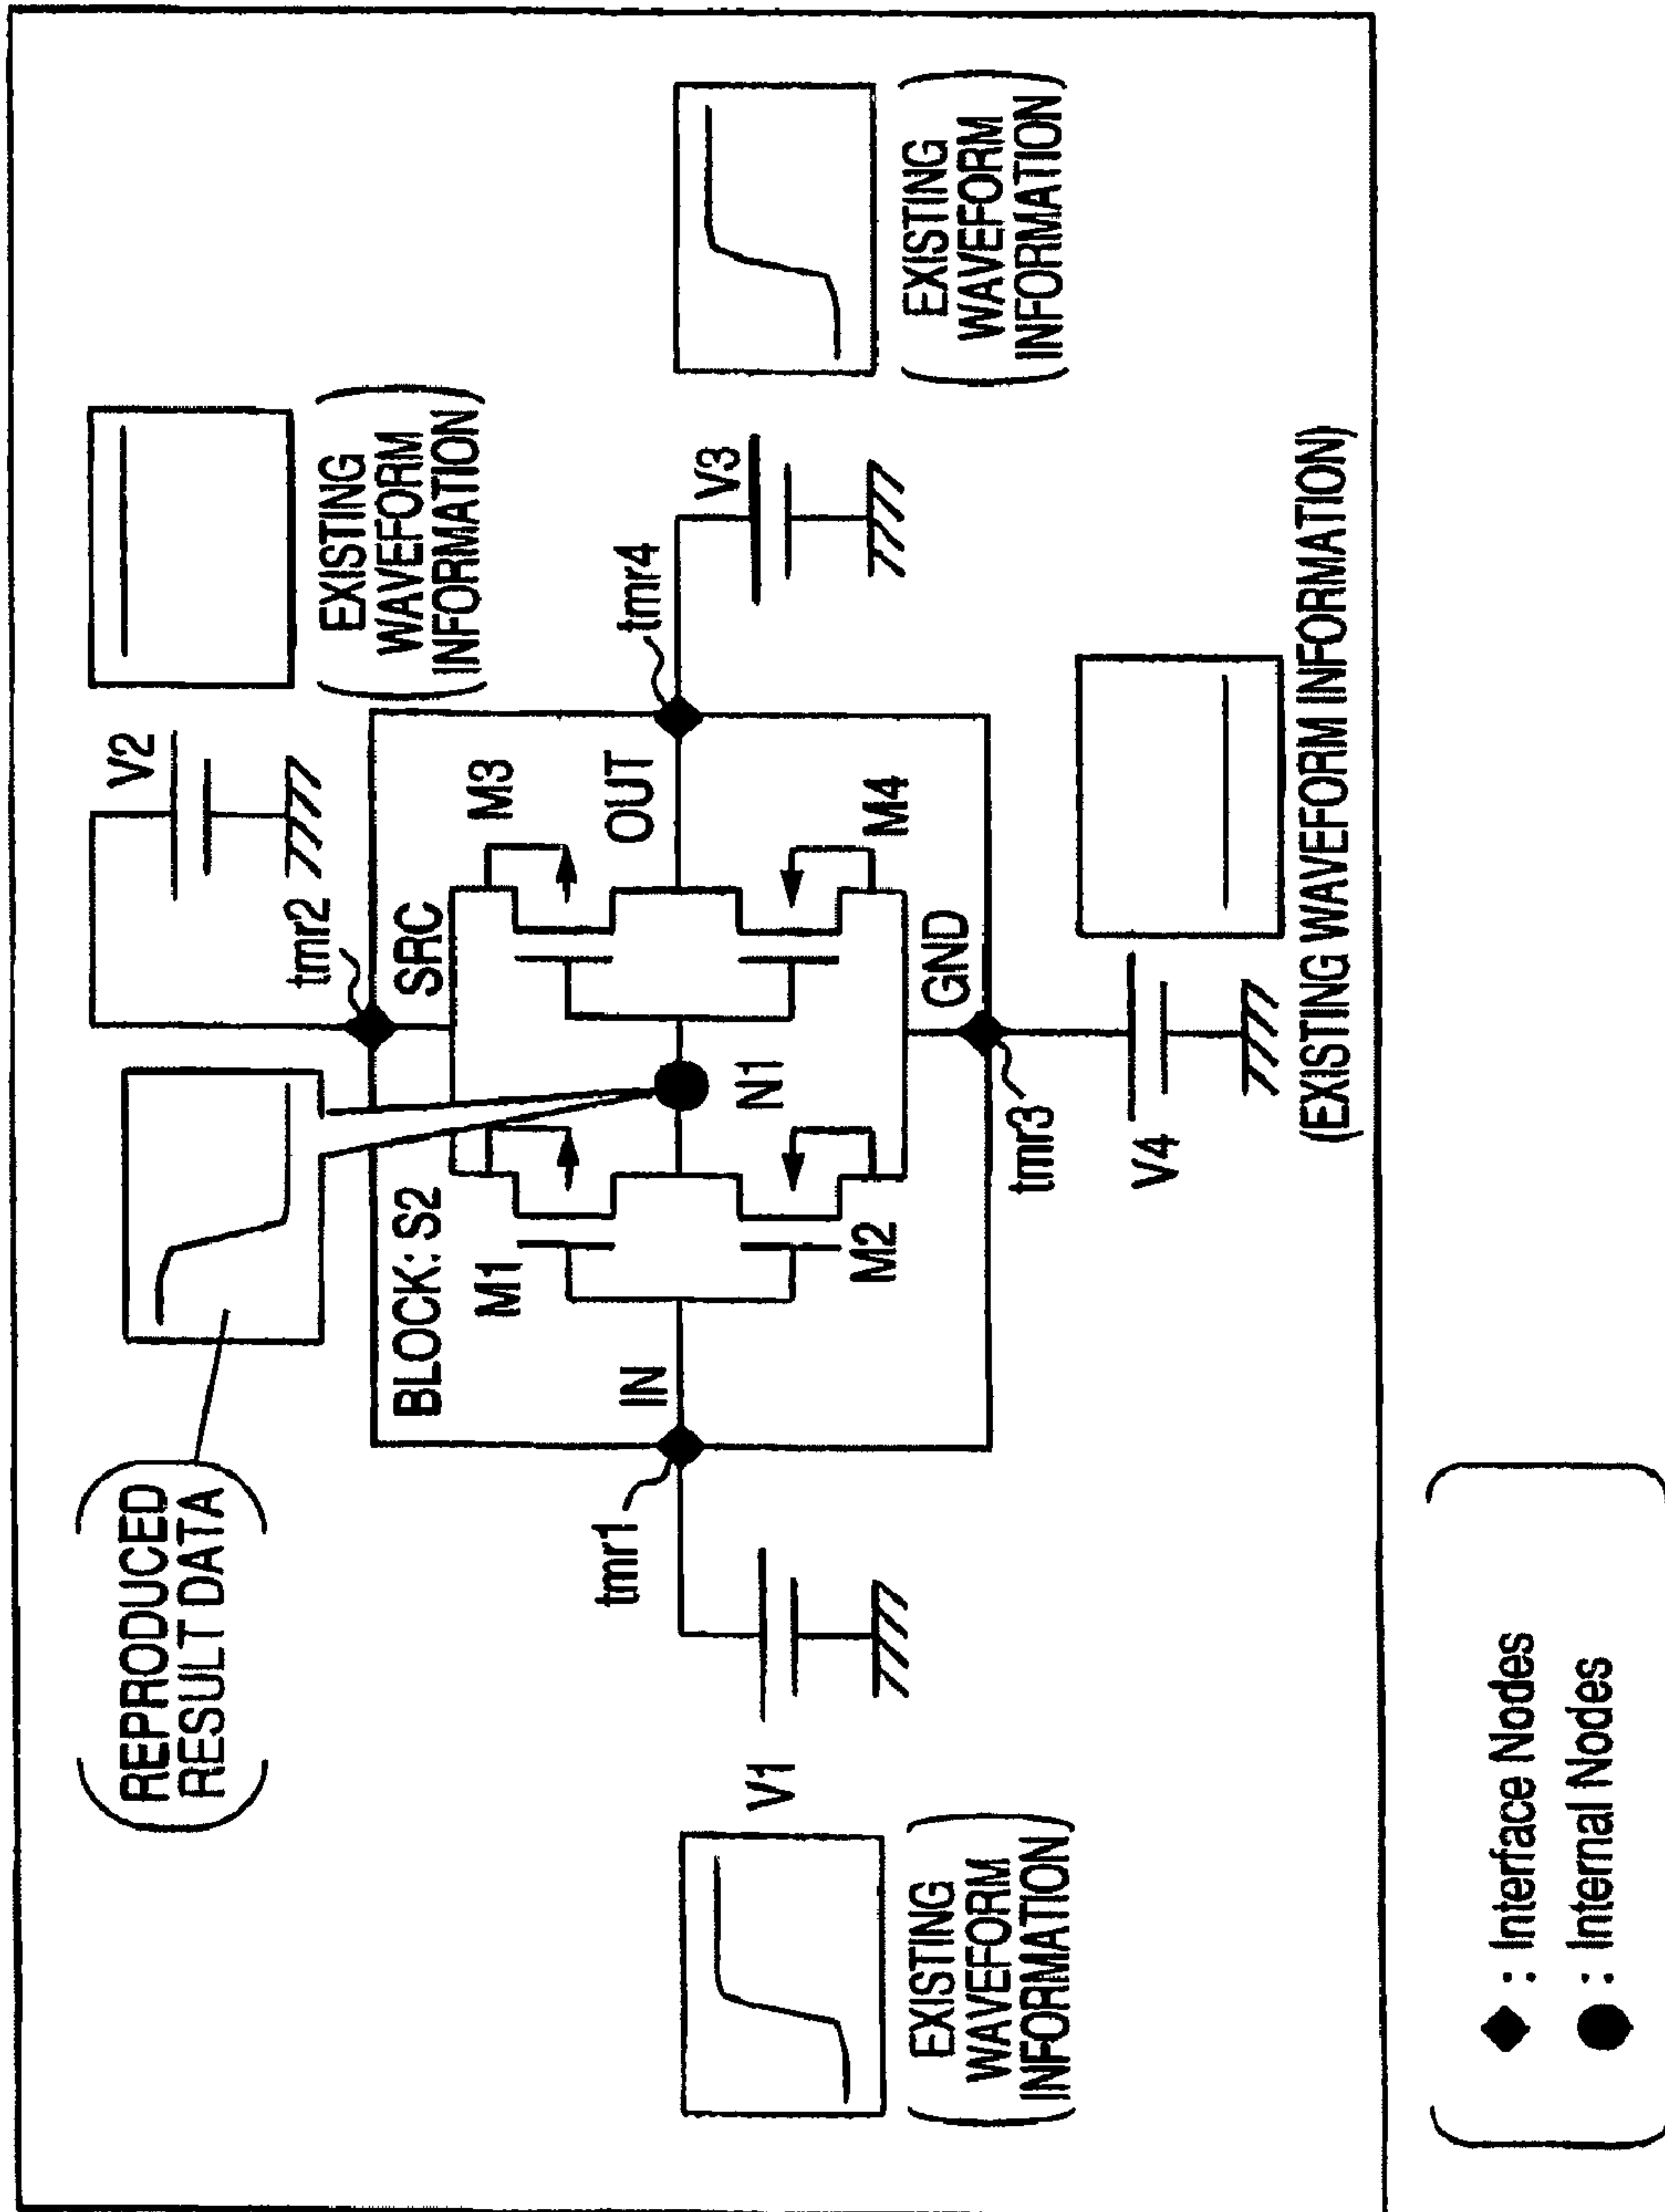 REPRODUCED
RESULT DATA
V2
EXISTING
WAVEFORM
INFORMATION
tmr2
BLOCK: S2
SRC
M1
M3
IN
N1
OUT
tmr1
tmr4
M2
M4
GND
V1
V3
EXISTING
WAVEFORM
INFORMATION
EXISTING
WAVEFORM
INFORMATION
tmr3
V4
(EXISTING WAVEFORM INFORMATION)
: Interface Nodes
: Internal Nodes